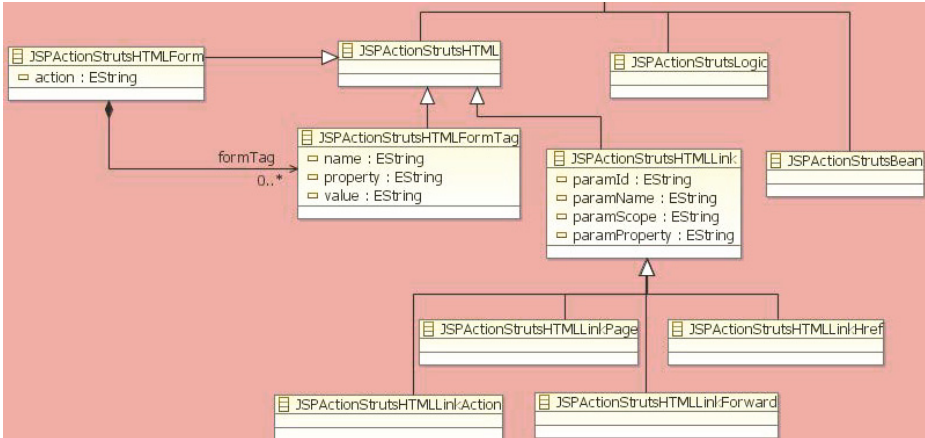 JSPActionStrutsHTMLForm
action : EString
JSPActionStrutsHTML
JSPActionStrutsLogic
JSPActionStrutsHTMLFormTag
name : EString
property : EString
value : EString
formTag
0..*
JSPActionStrutsHTMLLink
paramId : EString
paramName : EString
paramScope : EString
paramProperty : EString
JSPActionStrutsBean
JSPActionStrutsHTMLLinkPage
JSPActionStrutsHTMLLinkHref
JSPActionStrutsHTMLLinkAction
JSPActionStrutsHTMLLinkForward